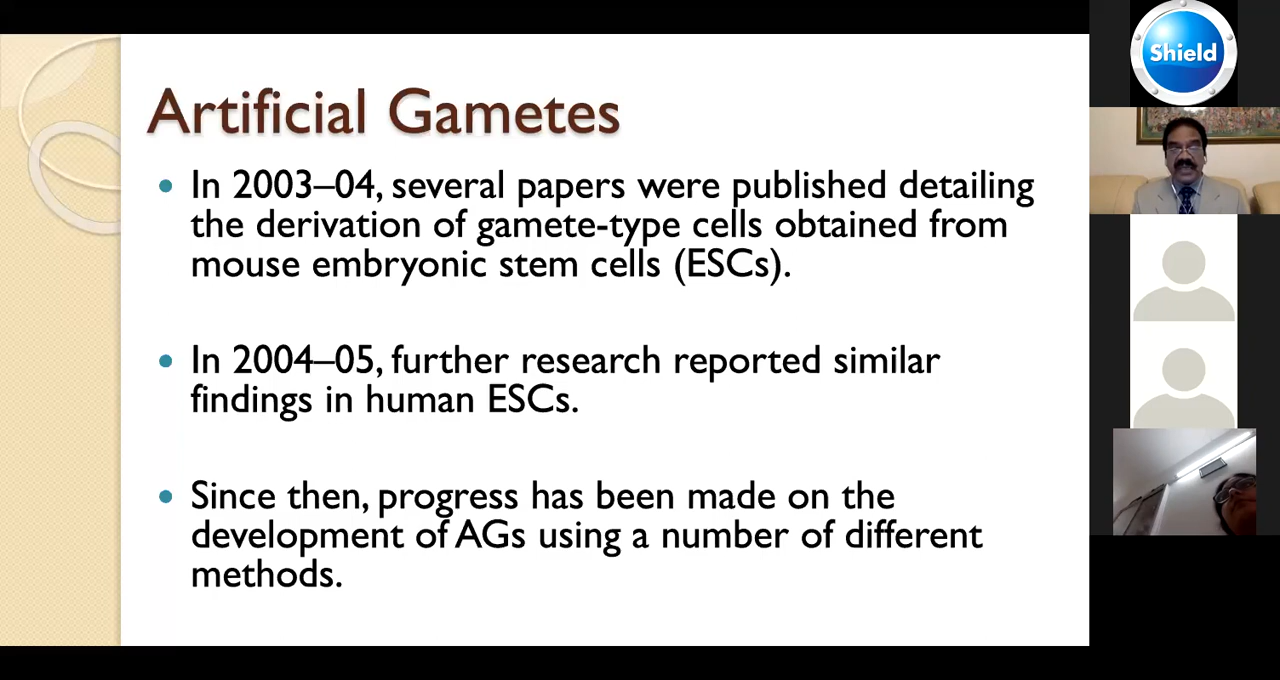 Artificial Gametes
• In 2003–04, several papers were published detailing
the derivation of gamete-type cells obtained from
mouse embryonic stem cells (ESCs).
• In 2004–05, further research reported similar
findings in human ESCs.
• Since then, progress has been made on the
development of AGs using a number of different
methods.
Shield